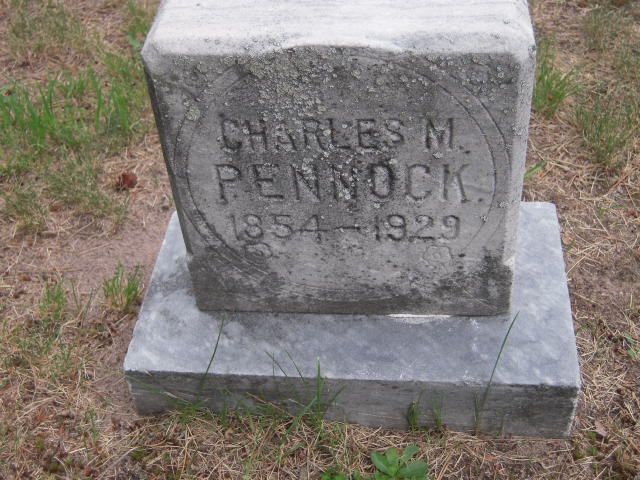 CHARLES M.
PENNOCK.
1854 — 1929